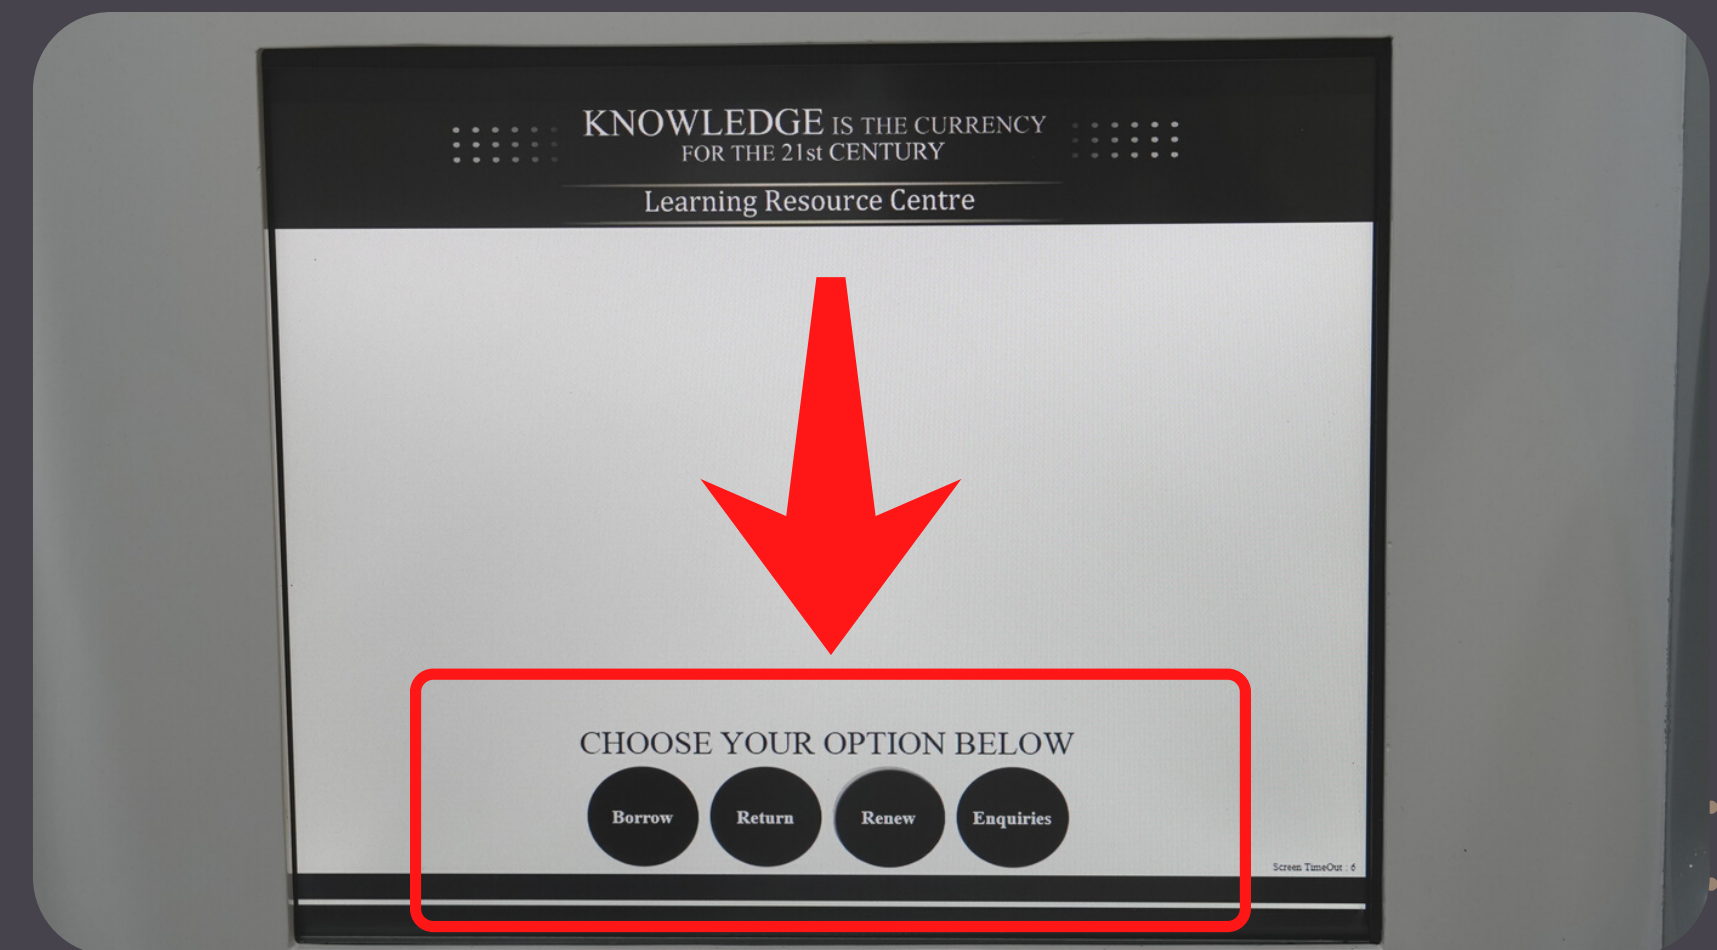 KNOWLEDGE IS THE CURRENCY
FOR THE 21st CENTURY
Learning Resource Centre
CHOOSE YOUR OPTION BELOW
Borrow Return Renew Enquiries
Screen TimeOut : 6